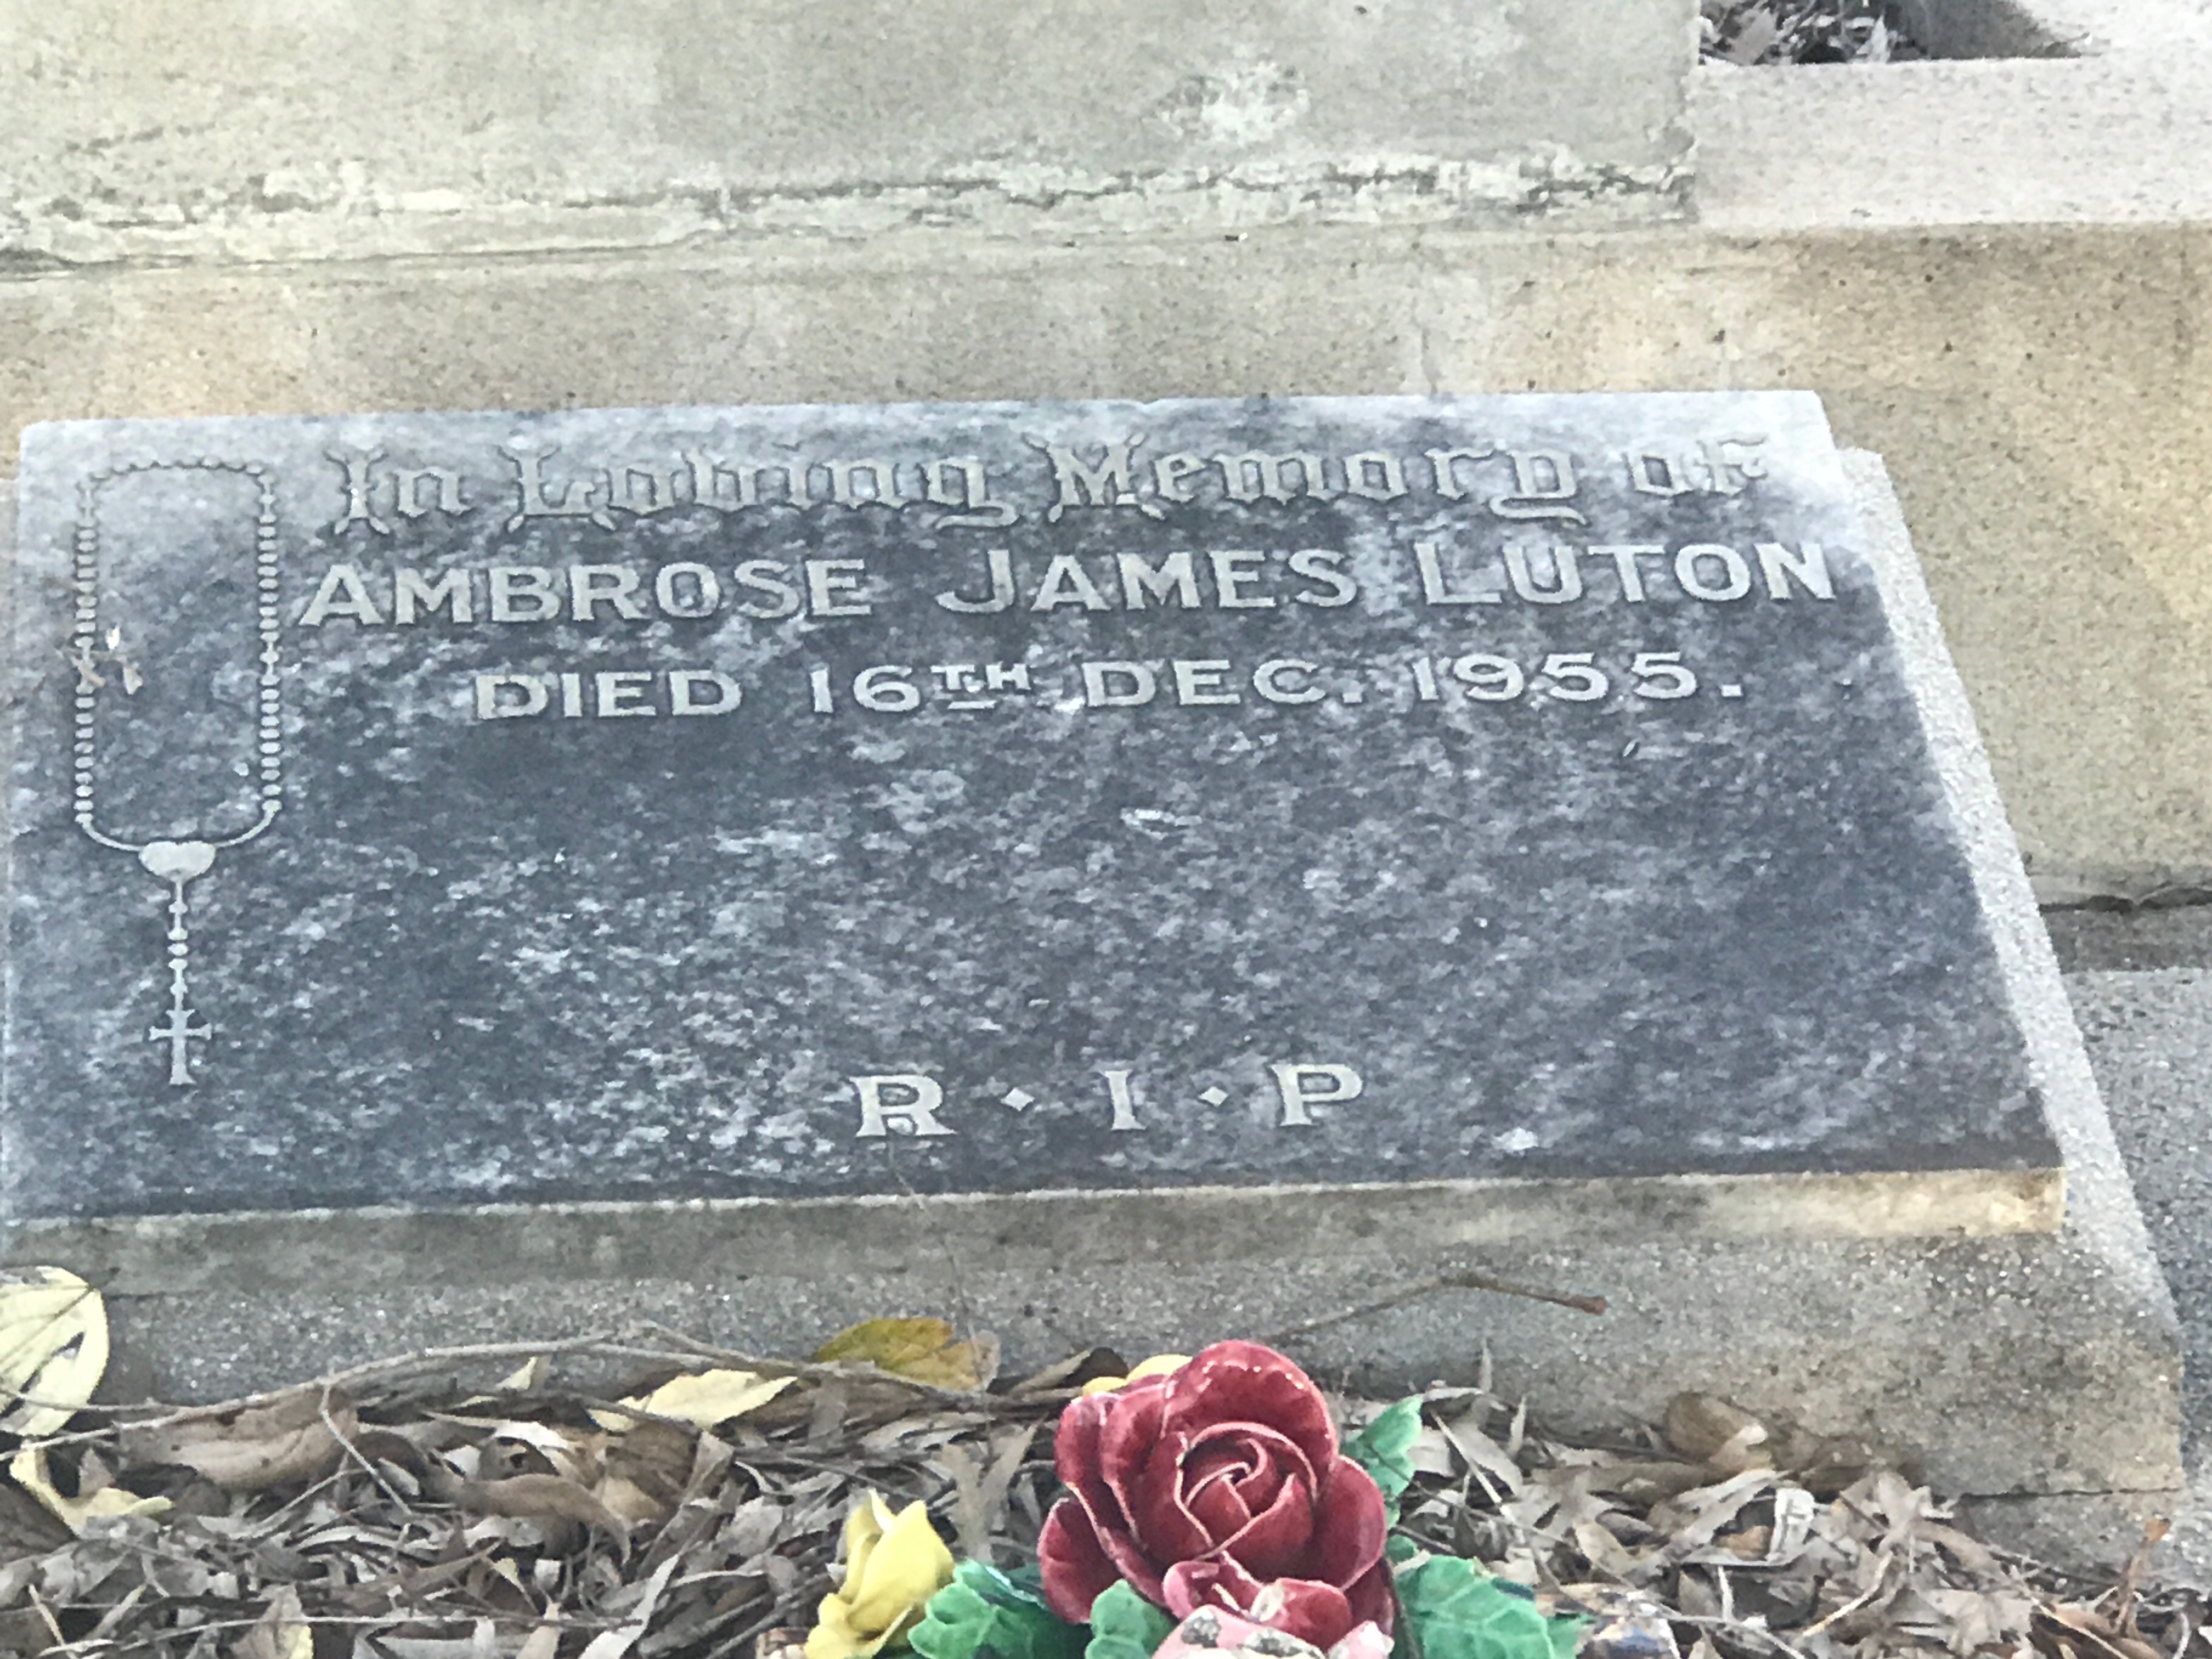 In Loving Memory of
AMBROSE JAMES LUTON
DIED 16TH DEC. 1955.
R · I · P